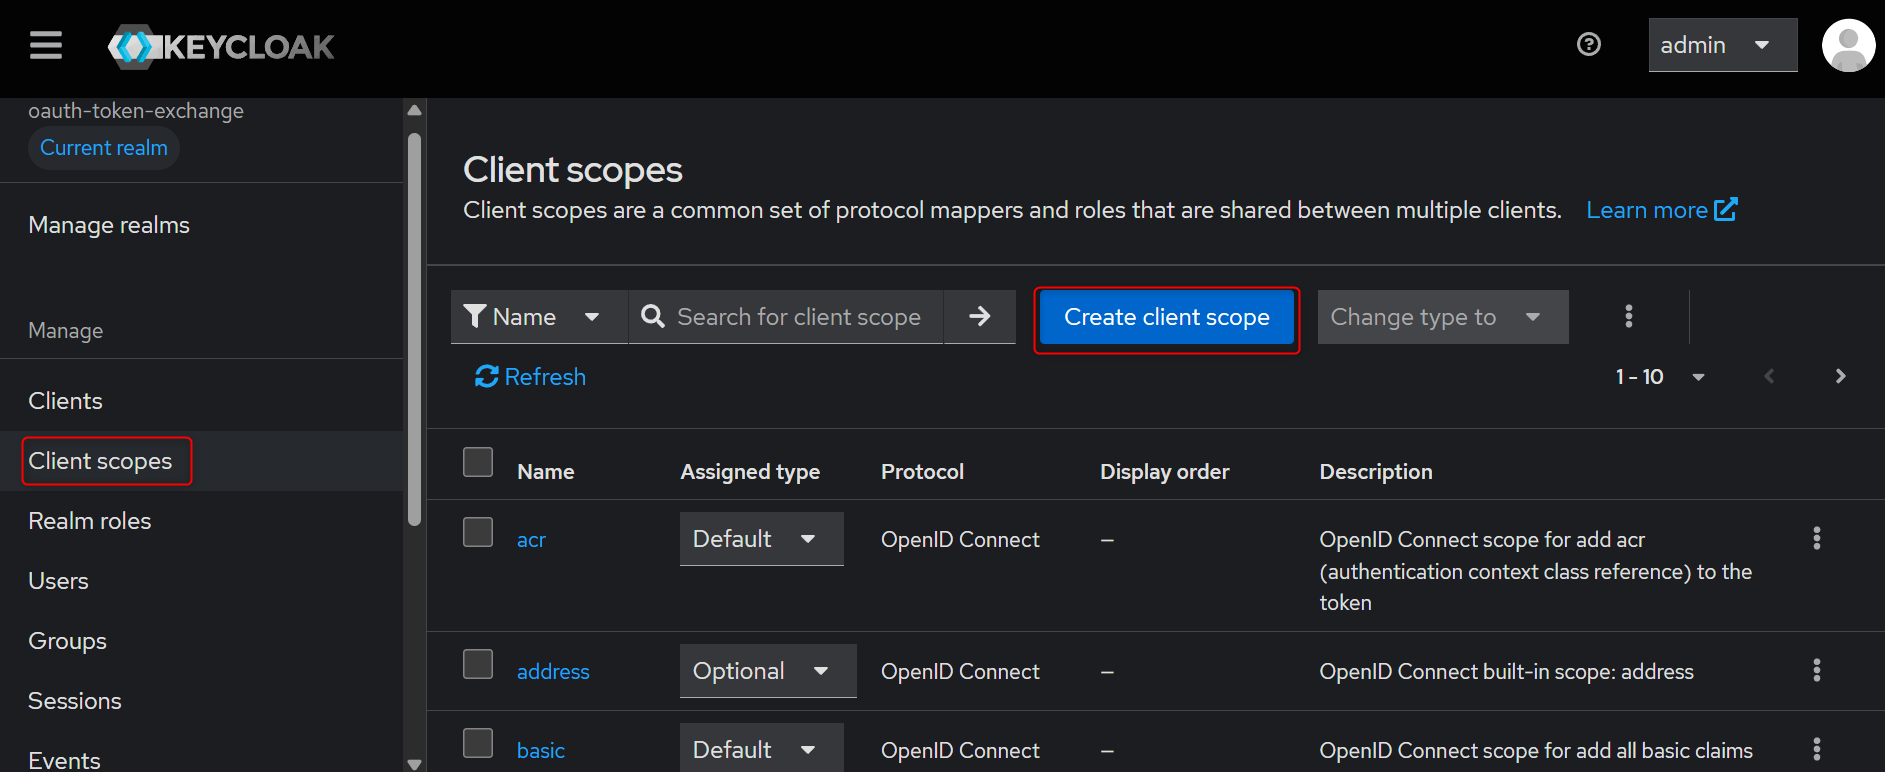 KEYCLOAK
admin
oauth-token-exchange
Current realm
Manage realms
Manage
Clients
Client scopes
Realm roles
Users
Groups
Sessions
Events
Client scopes
Client scopes are a common set of protocol mappers and roles that are shared between multiple clients. Learn more
Name Search for client scope Create client scope Change type to
Refresh 1 - 10
Name Assigned type Protocol Display order Description
acr Default OpenID Connect – OpenID Connect scope for add acr
(authentication context class reference) to the
token
address Optional OpenID Connect – OpenID Connect built-in scope: address
basic Default OpenID Connect – OpenID Connect scope for add all basic claims